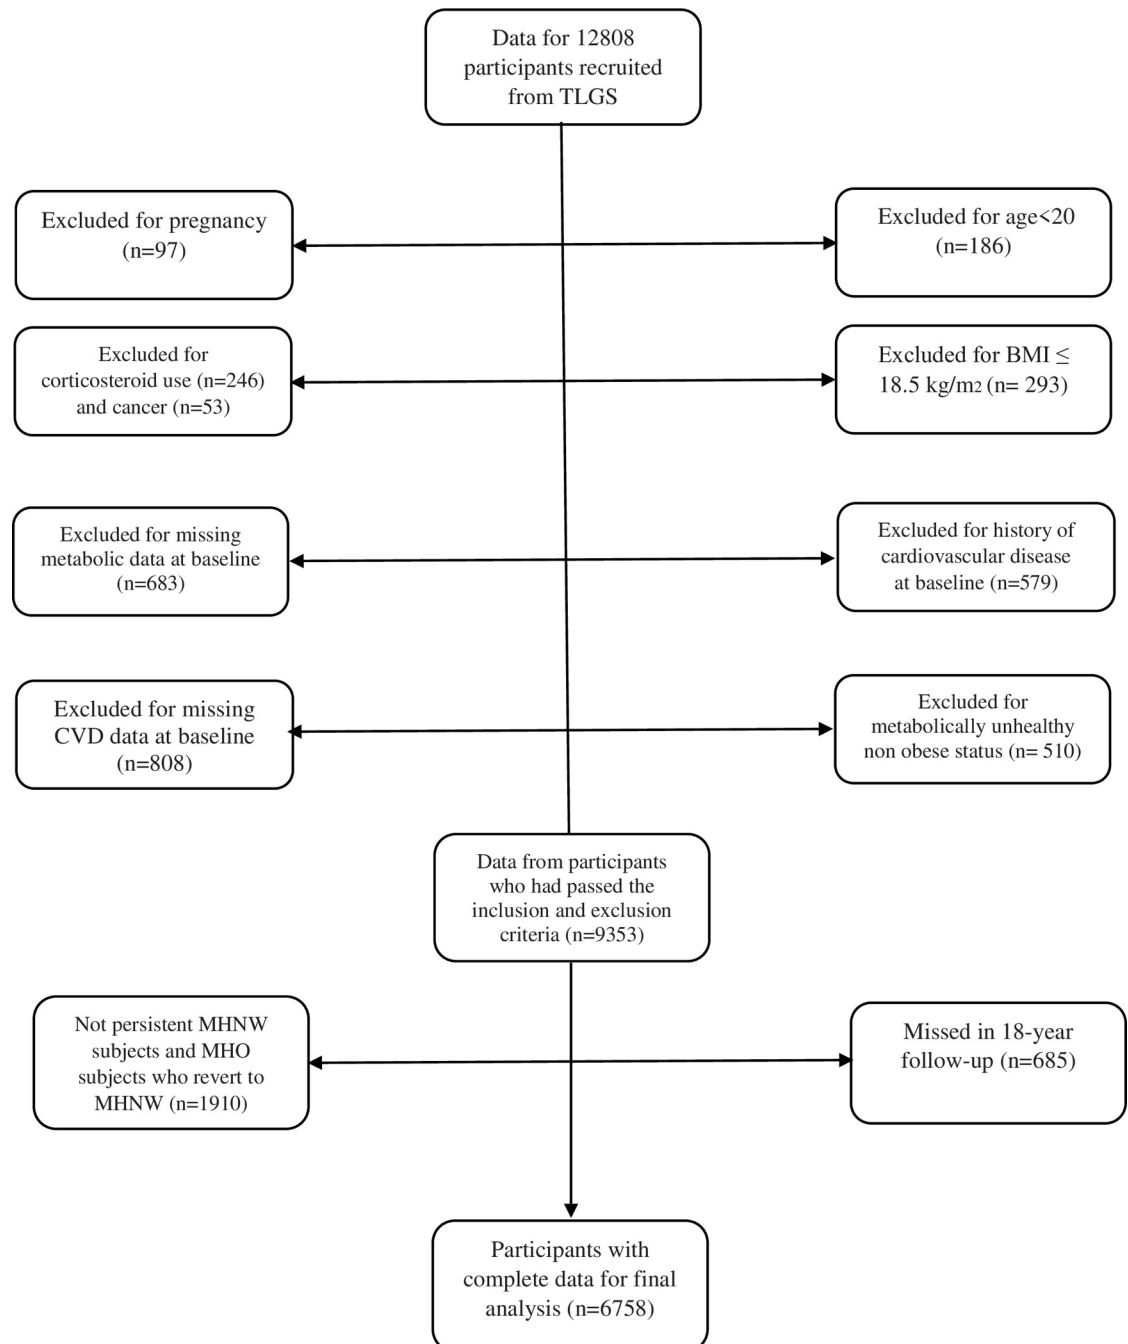 Data for 12808
participants recruited
from TLGS
Excluded for pregnancy
(n=97)
Excluded for age<20
(n=186)
Excluded for
corticosteroid use (n=246)
and cancer (n=53)
Excluded for BMI ≤
18.5 kg/m2 (n= 293)
Excluded for missing
metabolic data at baseline
(n=683)
Excluded for history of
cardiovascular disease
at baseline (n=579)
Excluded for missing
CVD data at baseline
(n=808)
Excluded for
metabolically unhealthy
non obese status (n= 510)
Data from participants
who had passed the
inclusion and exclusion
criteria (n=9353)
Not persistent MHNW
subjects and MHO
subjects who revert to
MHNW (n=1910)
Missed in 18-year
follow-up (n=685)
Participants with
complete data for final
analysis (n=6758)